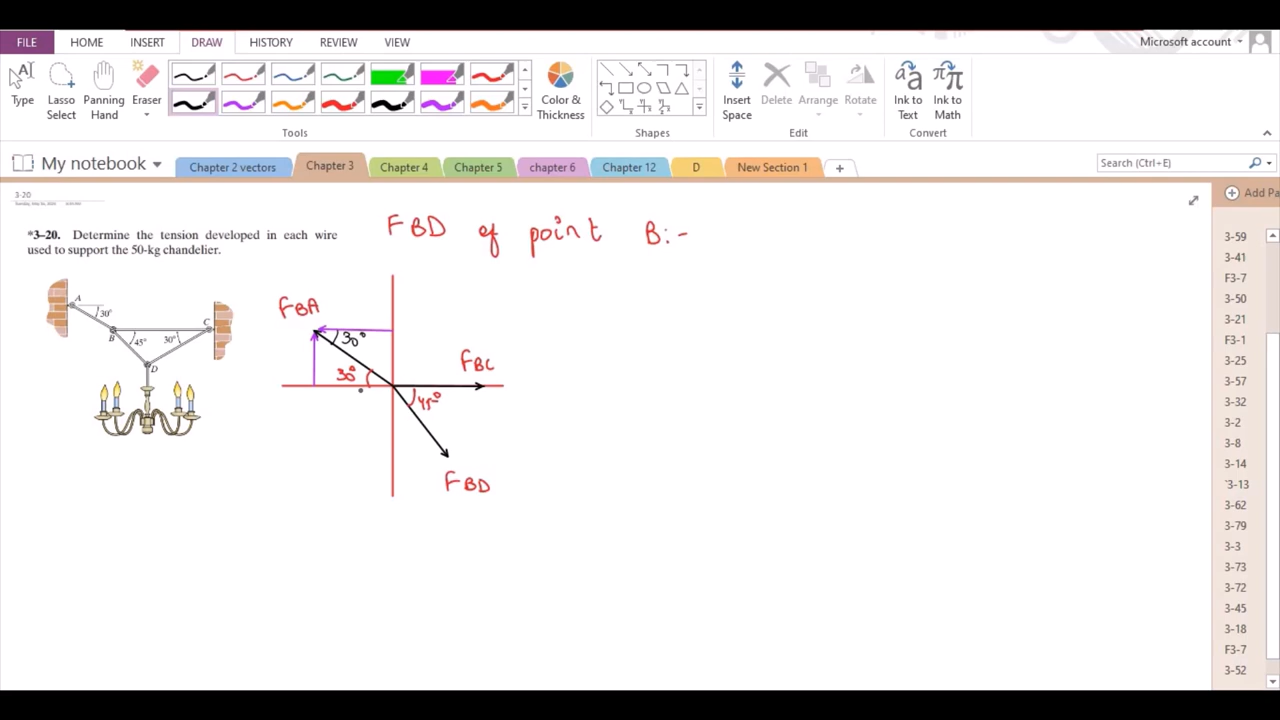 FILE HOME INSERT DRAW HISTORY REVIEW VIEW Microsoft account
Type Lasso Select Panning Hand Eraser Color & Thickness Insert Space Delete Arrange Rotate Ink to Text Ink to Math
Tools Shapes Edit Convert
My notebook Chapter 2 vectors Chapter 3 Chapter 4 Chapter 5 chapter 6 Chapter 12 D New Section 1 Search (Ctrl+E)
3-20
Add Pa
*3–20. Determine the tension developed in each wire
used to support the 50-kg chandelier.
A
30°
B
C
45°
30°
D
FBD of point B:-
FBA
30°
30°
FBC
45°
FBD
3-59
3-41
F3-7
3-50
3-21
F3-1
3-25
3-57
3-32
3-2
3-8
3-14
`3-13
3-62
3-79
3-3
3-73
3-72
3-45
3-18
F3-7
3-52